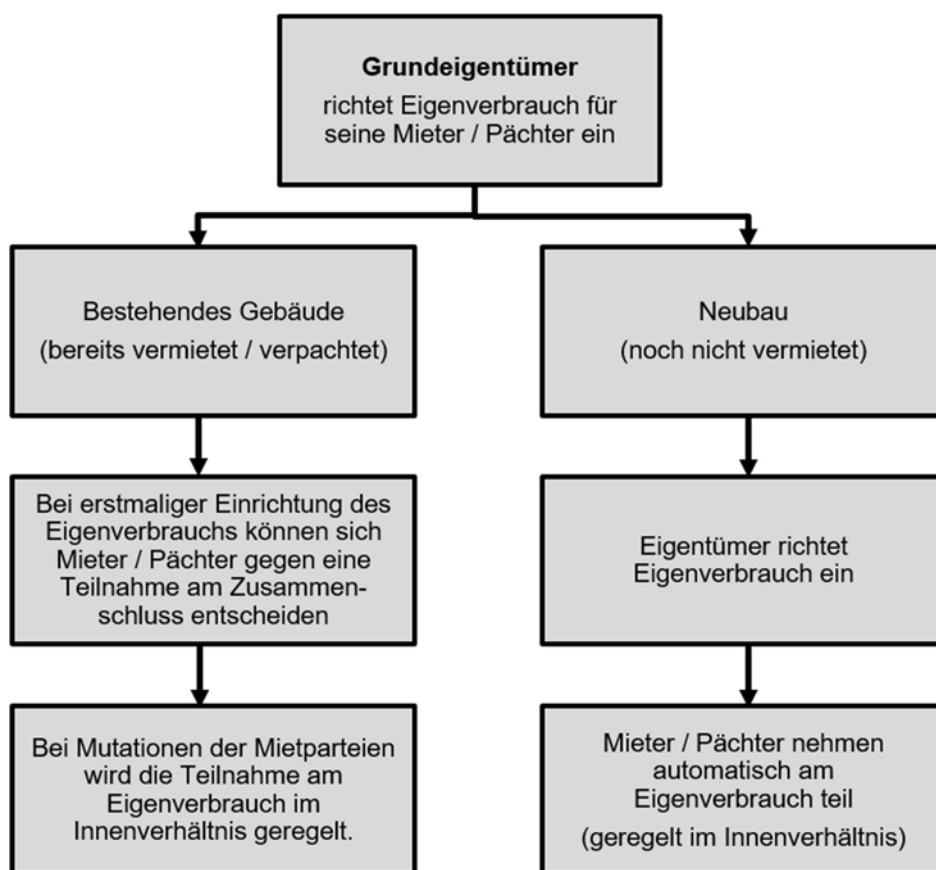 Grundeigentümer
richtet Eigenverbrauch für
seine Mieter / Pächter ein
Bestehendes Gebäude
(bereits vermietet / verpachtet)
Neubau
(noch nicht vermietet)
Bei erstmaliger Einrichtung des
Eigenverbrauchs können sich
Mieter / Pächter gegen eine
Teilnahme am Zusammen-
schluss entscheiden
Eigentümer richtet
Eigenverbrauch ein
Bei Mutationen der Mietparteien
wird die Teilnahme am
Eigenverbrauch im
Innenverhältnis geregelt.
Mieter / Pächter nehmen
automatisch am
Eigenverbrauch teil
(geregelt im Innenverhältnis)